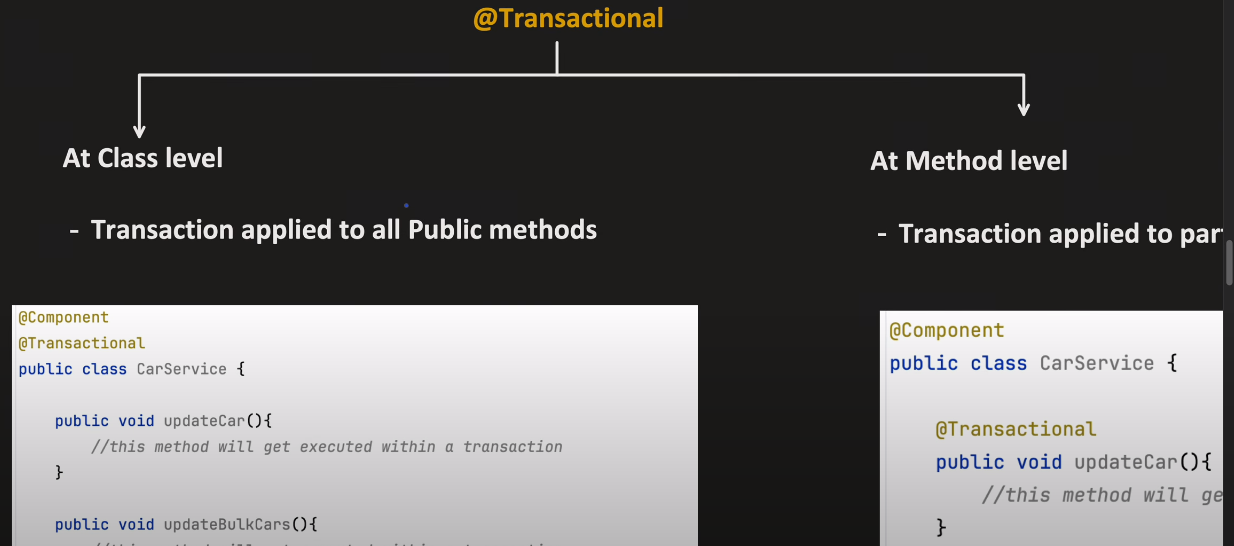 @Transactional
At Class level
- Transaction applied to all Public methods
@Component
@Transactional
public class CarService {
public void updateCar(){
//this method will get executed within a transaction
}
public void updateBulkCars(){
At Method level
- Transaction applied to
@Component
public class CarService {
@Transactional
public void updateCar(){
//this method will
}